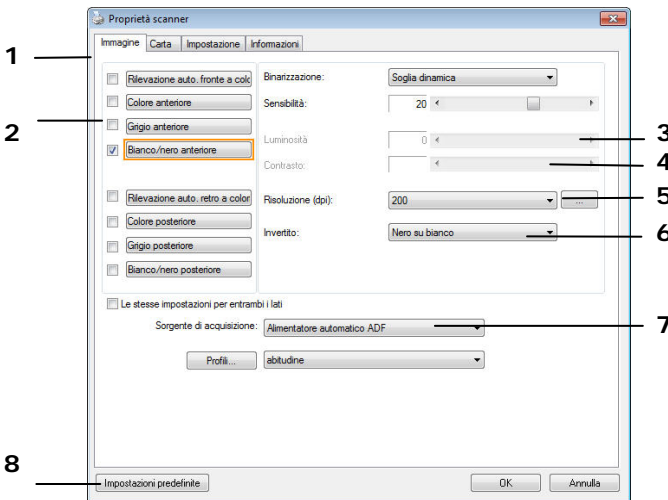 Proprietà scanner
Immagine Carta Impostazione Informazioni
1
Rilevazione auto. fronte a colo
Binarizzazione: Soglia dinamica
Colore anteriore
Sensibilità: 20
2
Grigio anteriore
Luminosità 0
3
Bianco/nero anteriore
Contrasto:
4
Rilevazione auto. retro a color
Risoluzione (dpi): 200 ...
5
Colore posteriore
Invertito: Nero su bianco
6
Grigio posteriore
Bianco/nero posteriore
Le stesse impostazioni per entrambi i lati
Sorgente di acquisizione: Alimentatore automatico ADF
7
Profili... abitudine
8
Impostazioni predefinite OK Annulla